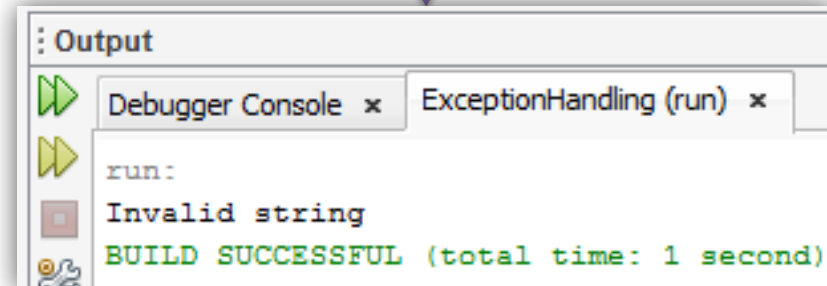 Output
Debugger Console x ExceptionHandling (run) x
run:
Invalid string
BUILD SUCCESSFUL (total time: 1 second)